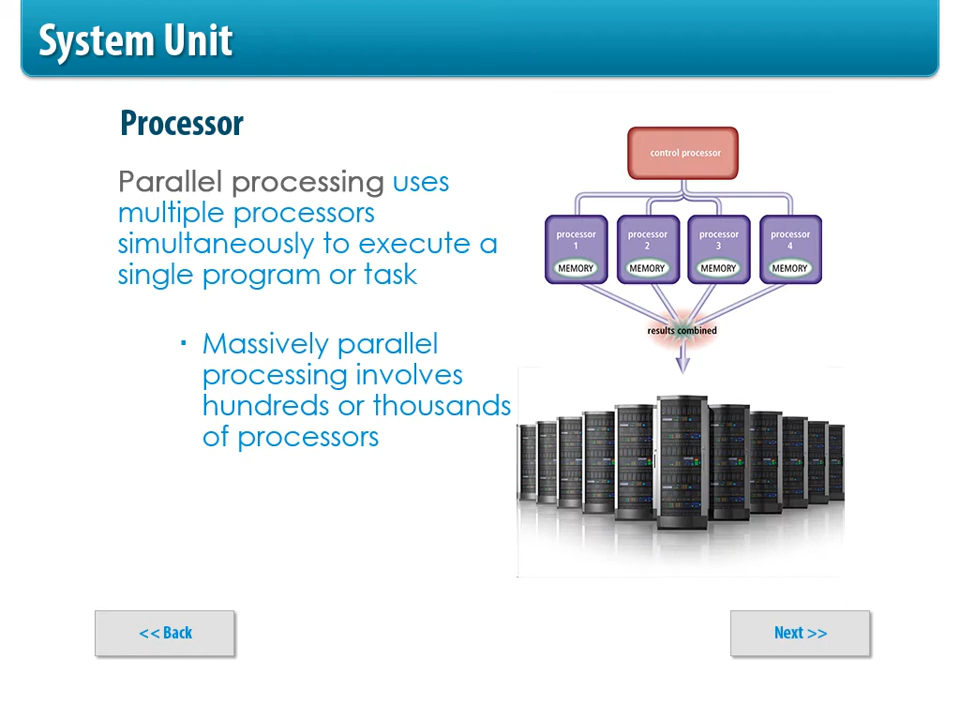 System Unit
Processor
Parallel processing uses
multiple processors
simultaneously to execute a
single program or task
▪ Massively parallel
processing involves
hundreds or thousands
of processors
control processor
processor
1
MEMORY
processor
2
MEMORY
processor
3
MEMORY
processor
4
MEMORY
results combined
<< Back
Next >>